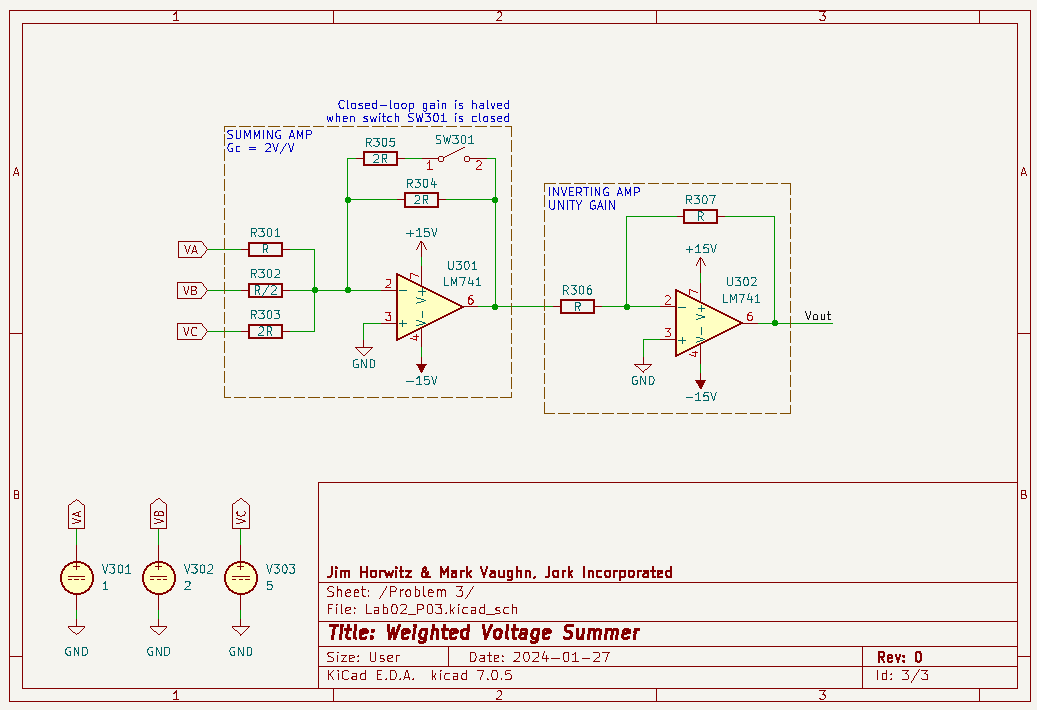 1 2 3
A A
B B
1 2 3
Closed-loop gain is halved
when switch SW301 is closed
SUMMING AMP
Gc = 2V/V
R305
2R
SW301
1 2
R304
2R
VA
R301
R
VB
R302
R/2
VC
R303
2R
+15V
U301
LM741
2
3
7
6
4
−
+
V+
V-
GND
-15V
INVERTING AMP
UNITY GAIN
R307
R
R306
R
+15V
U302
LM741
2
3
7
6
4
−
+
V+
V-
GND
-15V
Vout
VA
VB
VC
V301
1
V302
2
V303
5
GND
GND
GND
Jim Horwitz & Mark Vaughn, Jork Incorporated
Sheet: /Problem 3/
File: Lab02_P03.kicad_sch
Title: Weighted Voltage Summer
Size: User Date: 2024-01-27 Rev: 0
KiCad E.D.A. kicad 7.0.5 Id: 3/3